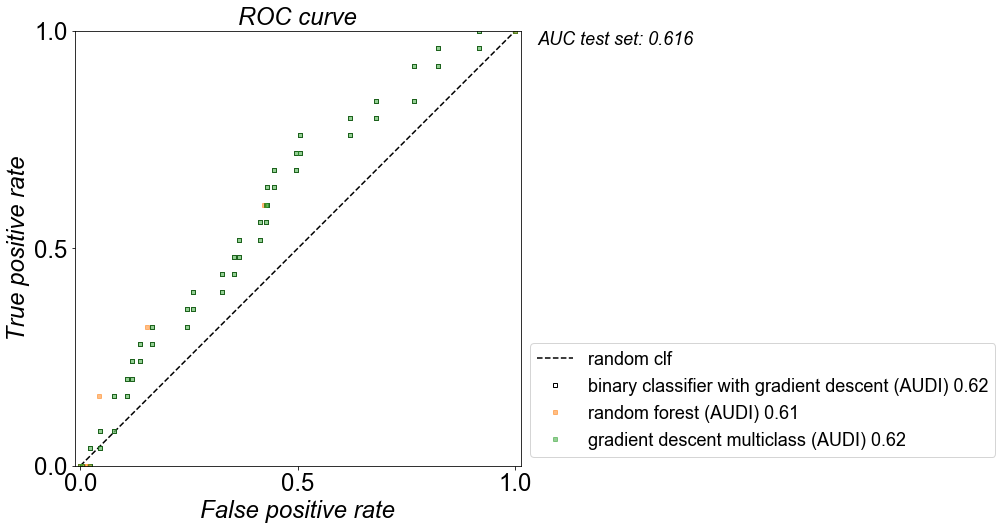 ROC curve
AUC test set: 0.616
1.0
0.5
0.0
True positive rate
0.0 0.5 1.0
False positive rate
random clf
binary classifier with gradient descent (AUDI) 0.62
random forest (AUDI) 0.61
gradient descent multiclass (AUDI) 0.62